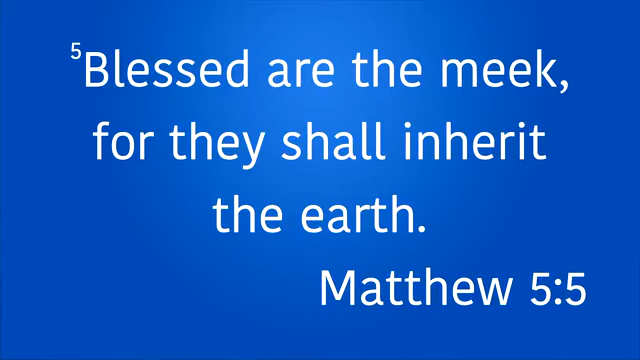 ⁵Blessed are the meek,
for they shall inherit
the earth.
Matthew 5:5